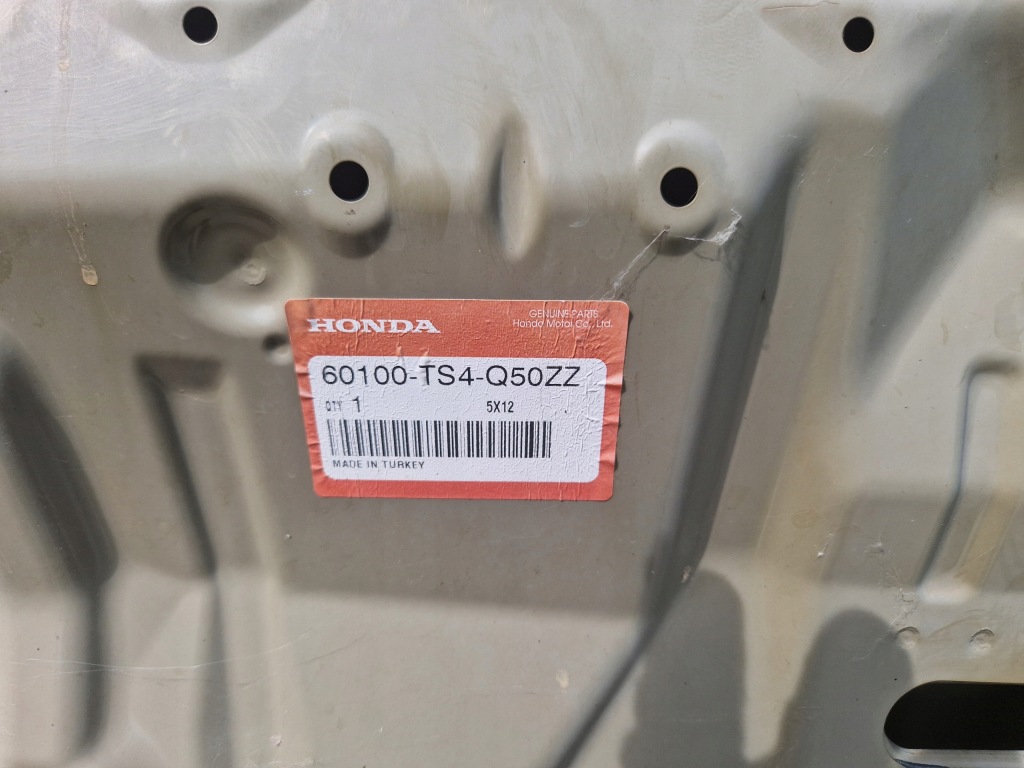 HONDA
GENUINE PARTS
Honda Motor Co., Ltd.
60100-TS4-Q50ZZ
QTY 1 5X12
MADE IN TURKEY